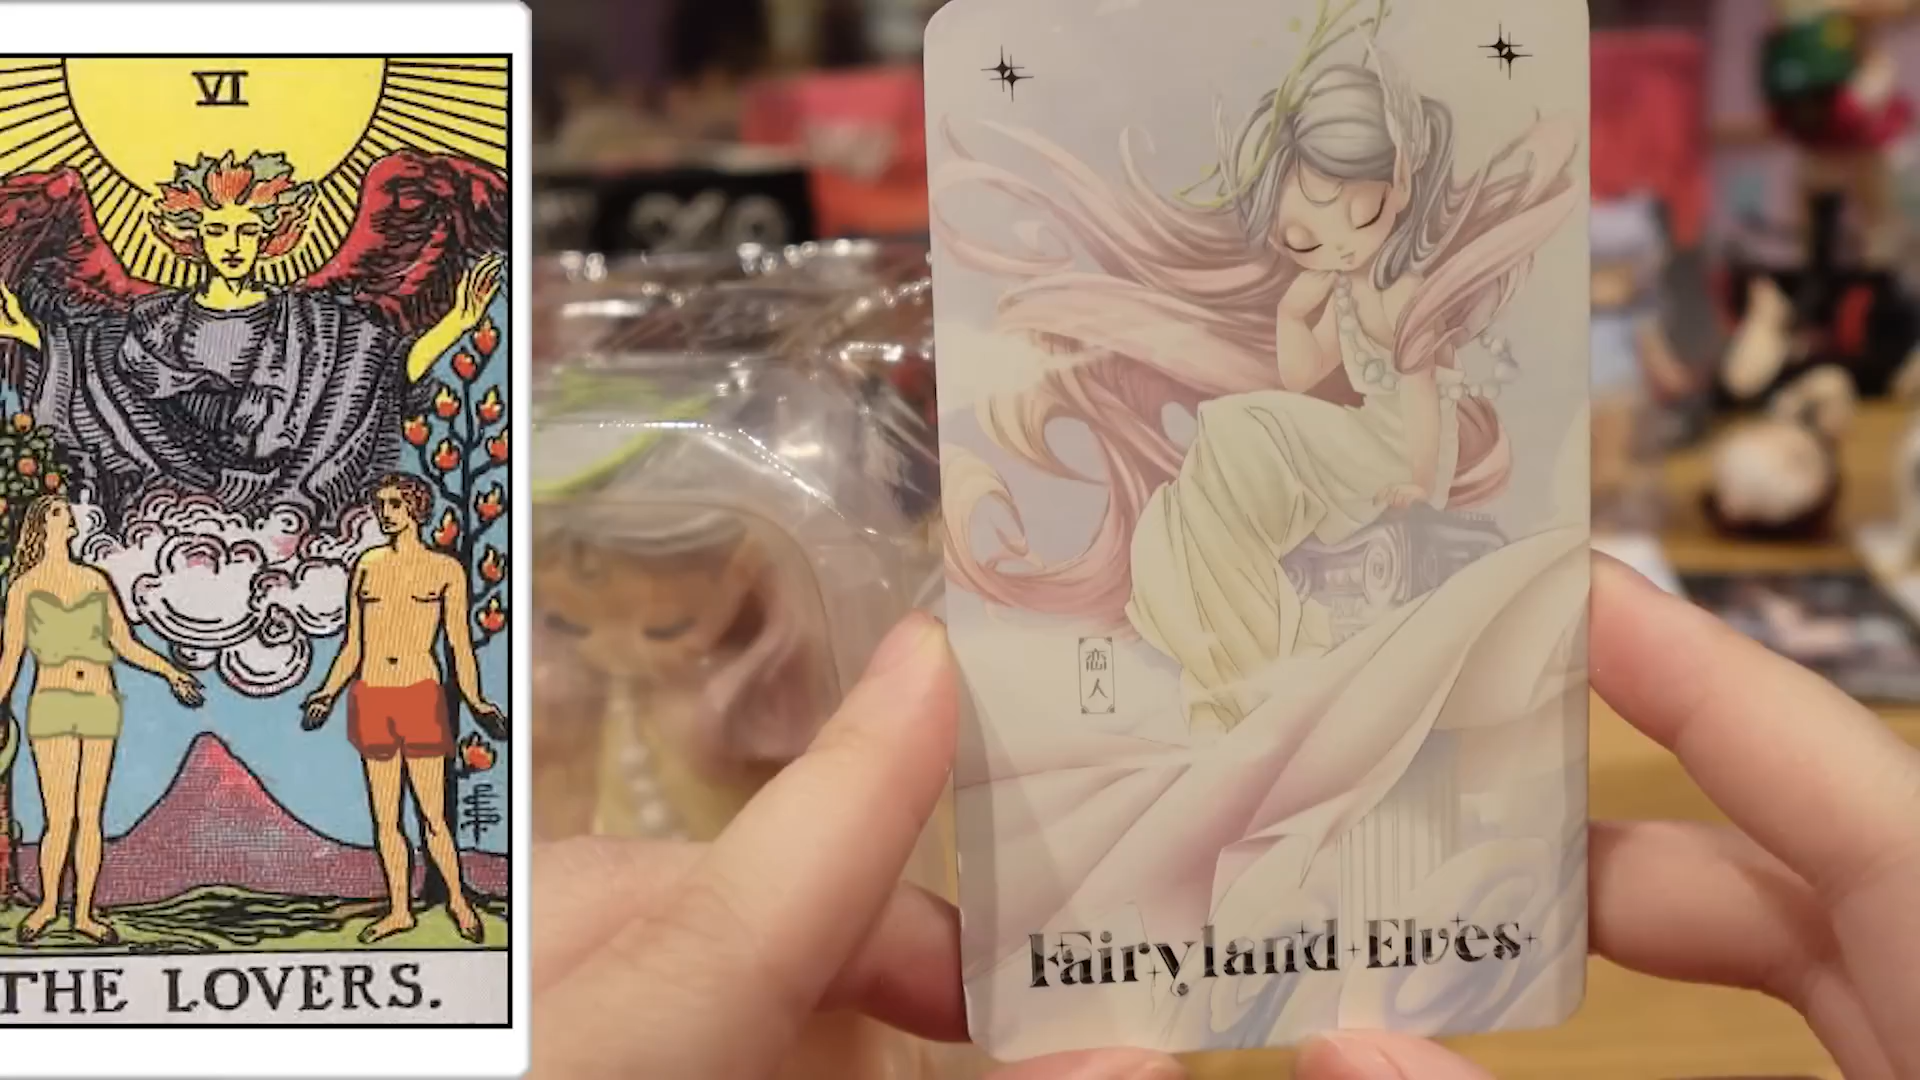 VI
THE LOVERS.
恋
人
Fairyland Elves